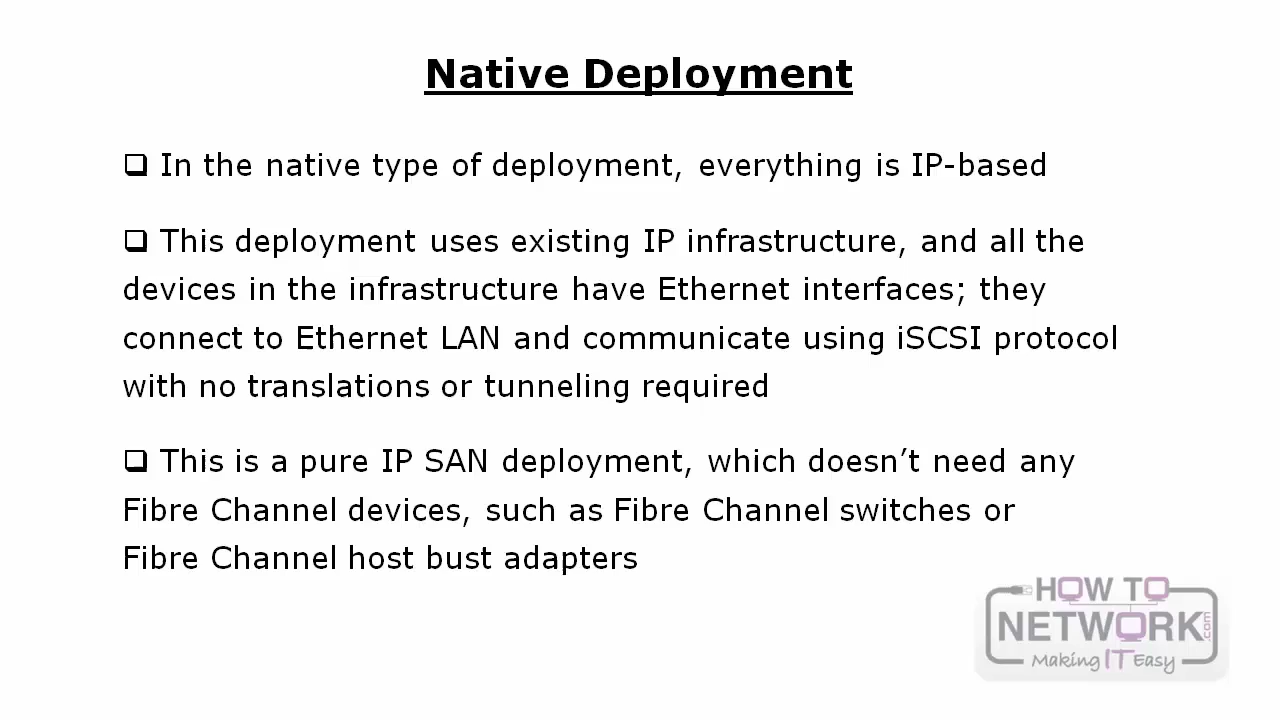 Native Deployment
❑ In the native type of deployment, everything is IP-based
❑ This deployment uses existing IP infrastructure, and all the
devices in the infrastructure have Ethernet interfaces; they
connect to Ethernet LAN and communicate using iSCSI protocol
with no translations or tunneling required
❑ This is a pure IP SAN deployment, which doesn’t need any
Fibre Channel devices, such as Fibre Channel switches or
Fibre Channel host bust adapters
HOW TO
NETWORK.com
Making IT Easy